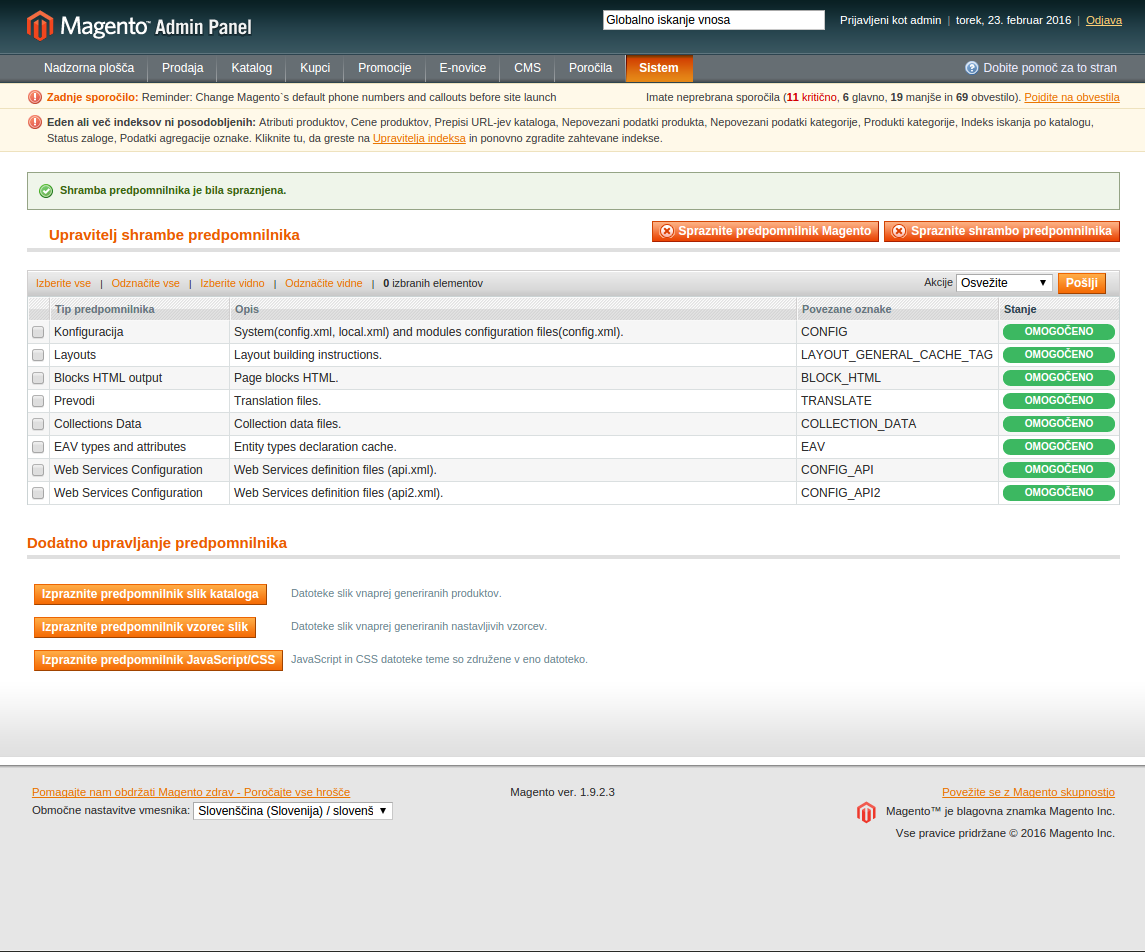 Magento™ Admin Panel
Globalno iskanje vnosa
Prijavljeni kot admin | torek, 23. februar 2016 | Odjava
Nadzorna plošča Prodaja Katalog Kupci Promocije E-novice CMS Poročila Sistem Dobite pomoč za to stran
Zadnje sporočilo: Reminder: Change Magento`s default phone numbers and callouts before site launch Imate neprebrana sporočila (11 kritično, 6 glavno, 19 manjše in 69 obvestilo). Pojdite na obvestila
Eden ali več indeksov ni posodobljenih: Atributi produktov, Cene produktov, Prepisi URL-jev kataloga, Nepovezani podatki produkta, Nepovezani podatki kategorije, Produkti kategorije, Indeks iskanja po katalogu,
Status zaloge, Podatki agregacije oznake. Kliknite tu, da greste na Upravitelja indeksa in ponovno zgradite zahtevane indekse.
Shramba predpomnilnika je bila spraznjena.
Upravitelj shrambe predpomnilnika
Spraznite predpomnilnik Magento Spraznite shrambo predpomnilnika
Izberite vse | Odznačite vse | Izberite vidno | Odznačite vidne | 0 izbranih elementov Akcije Osvežite Pošlji
Tip predpomnilnika Opis Povezane oznake Stanje
Konfiguracija System(config.xml, local.xml) and modules configuration files(config.xml). CONFIG OMOGOČENO
Layouts Layout building instructions. LAYOUT_GENERAL_CACHE_TAG OMOGOČENO
Blocks HTML output Page blocks HTML. BLOCK_HTML OMOGOČENO
Prevodi Translation files. TRANSLATE OMOGOČENO
Collections Data Collection data files. COLLECTION_DATA OMOGOČENO
EAV types and attributes Entity types declaration cache. EAV OMOGOČENO
Web Services Configuration Web Services definition files (api.xml). CONFIG_API OMOGOČENO
Web Services Configuration Web Services definition files (api2.xml). CONFIG_API2 OMOGOČENO
Dodatno upravljanje predpomnilnika
Izpraznite predpomnilnik slik kataloga Datoteke slik vnaprej generiranih produktov.
Izpraznite predpomnilnik vzorec slik Datoteke slik vnaprej generiranih nastavljivih vzorcev.
Izpraznite predpomnilnik JavaScript/CSS JavaScript in CSS datoteke teme so združene v eno datoteko.
Pomagajte nam obdržati Magento zdrav - Poročajte vse hrošče Magento ver. 1.9.2.3 Povežite se z Magento skupnostjo
Območne nastavitve vmesnika: Slovenščina (Slovenija) / slovenš Magento™ je blagovna znamka Magento Inc.
Vse pravice pridržane © 2016 Magento Inc.